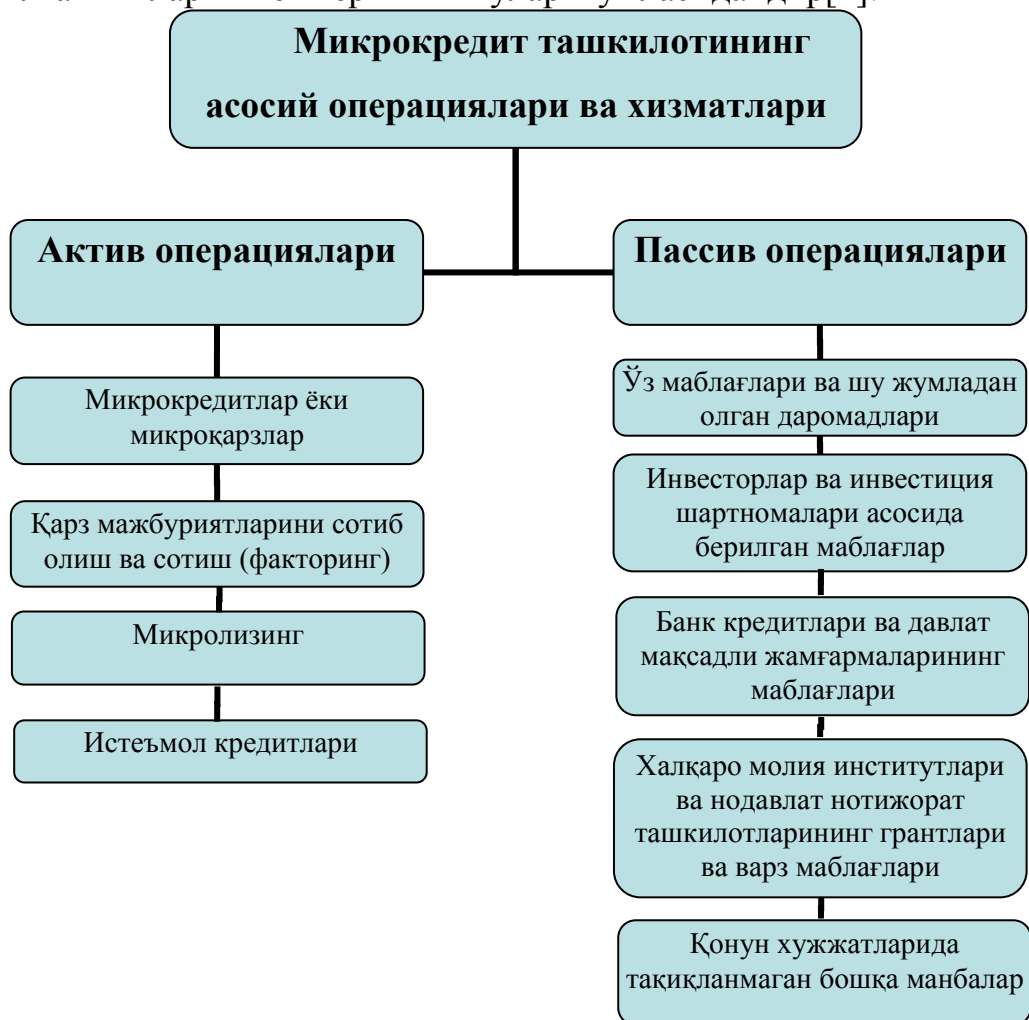 Микрокредит ташкилотининг
асосий операциялари ва хизматлари
Актив операциялари
Пассив операциялари
Микрокредитлар ёки
микроқарзлар
Қарз мажбуриятларини сотиб
олиш ва сотиш (факторинг)
Микролизинг
Истеъмол кредитлари
Ўз маблағлари ва шу жумладан
олган даромадлари
Инвесторлар ва инвестиция
шартномалари асосида
берилган маблағлар
Банк кредитлари ва давлат
мақсадли жамғармаларининг
маблағлари
Халқаро молия институтлари
ва нодавлат нотижорат
ташкилотларининг грантлари
ва варз маблағлари
Қонун хужжатларида
тақиқланмаган бошқа манбалар